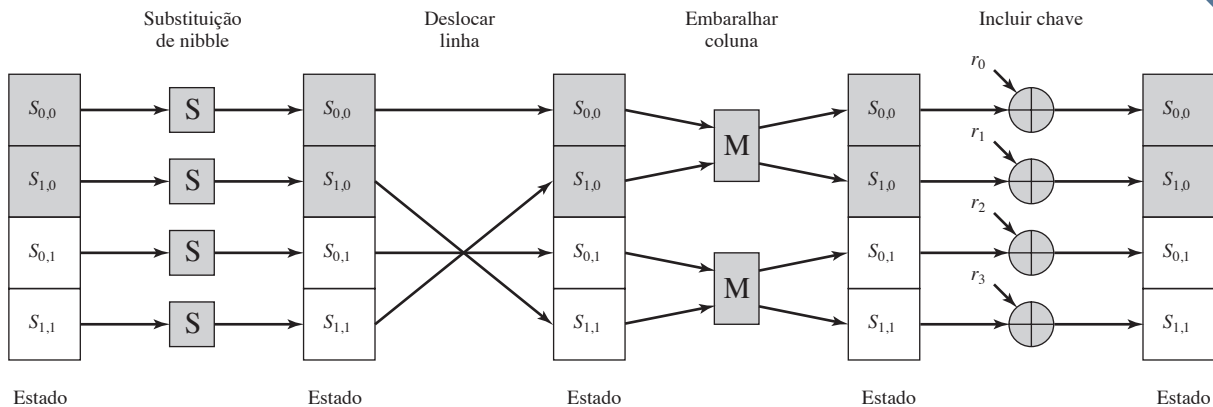 Substituição
de nibble
Deslocar
linha
Embaralhar
coluna
Incluir chave
S0,0 S S0,0 S0,0 M S0,0 r0 S0,0
S1,0 S S1,0 S1,0 S1,0 r1 S1,0
S0,1 S S0,1 S0,1 M S0,1 r2 S0,1
S1,1 S S1,1 S1,1 S1,1 r3 S1,1
Estado Estado Estado Estado Estado